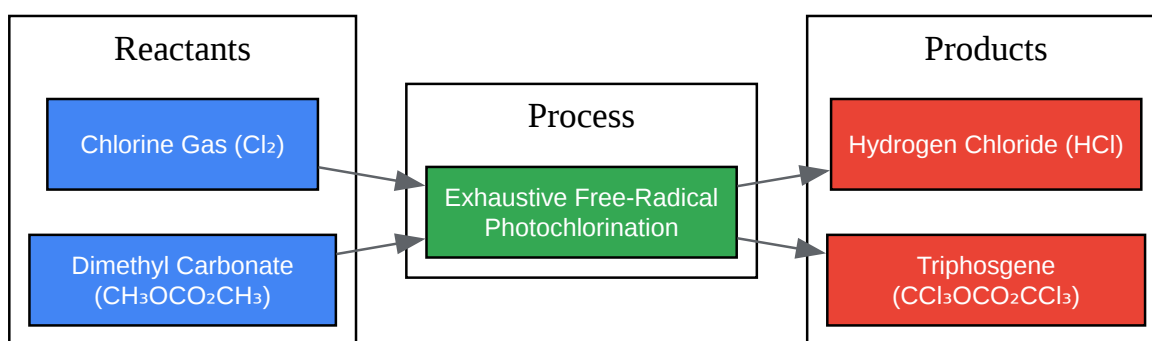 Reactants
Chlorine Gas (Cl₂)
Dimethyl Carbonate
(CH₃OCO₂CH₃)
Process
Exhaustive Free-Radical
Photochlorination
Products
Hydrogen Chloride (HCl)
Triphosgene
(CCl₃OCO₂CCl₃)